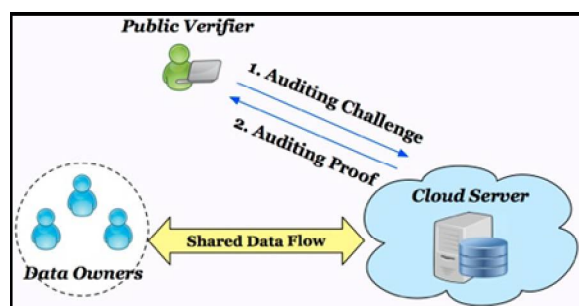 Public Verifier
1. Auditing Challenge
2. Auditing Proof
Cloud Server
Shared Data Flow
Data Owners